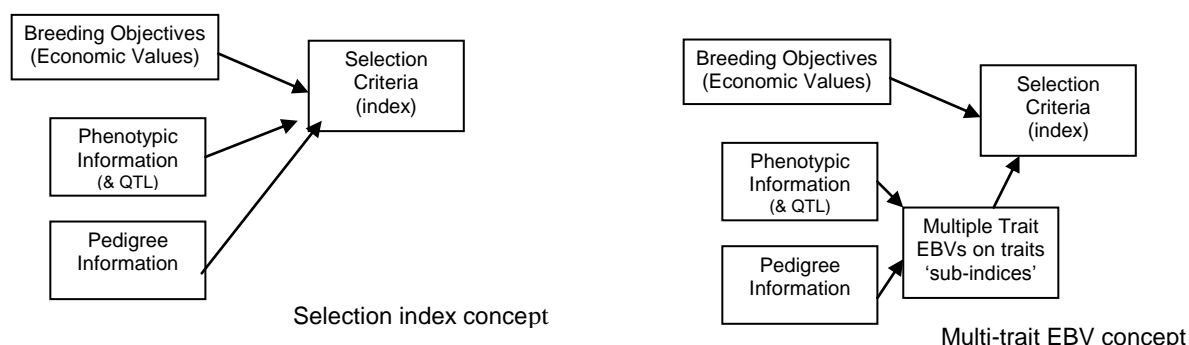 Breeding Objectives
(Economic Values)
Selection
Criteria
(index)
Phenotypic
Information
(& QTL)
Pedigree
Information
Selection index concept
Breeding Objectives
(Economic Values)
Selection
Criteria
(index)
Phenotypic
Information
(& QTL)
Multiple Trait
EBVs on traits
‘sub-indices’
Pedigree
Information
Multi-trait EBV concept